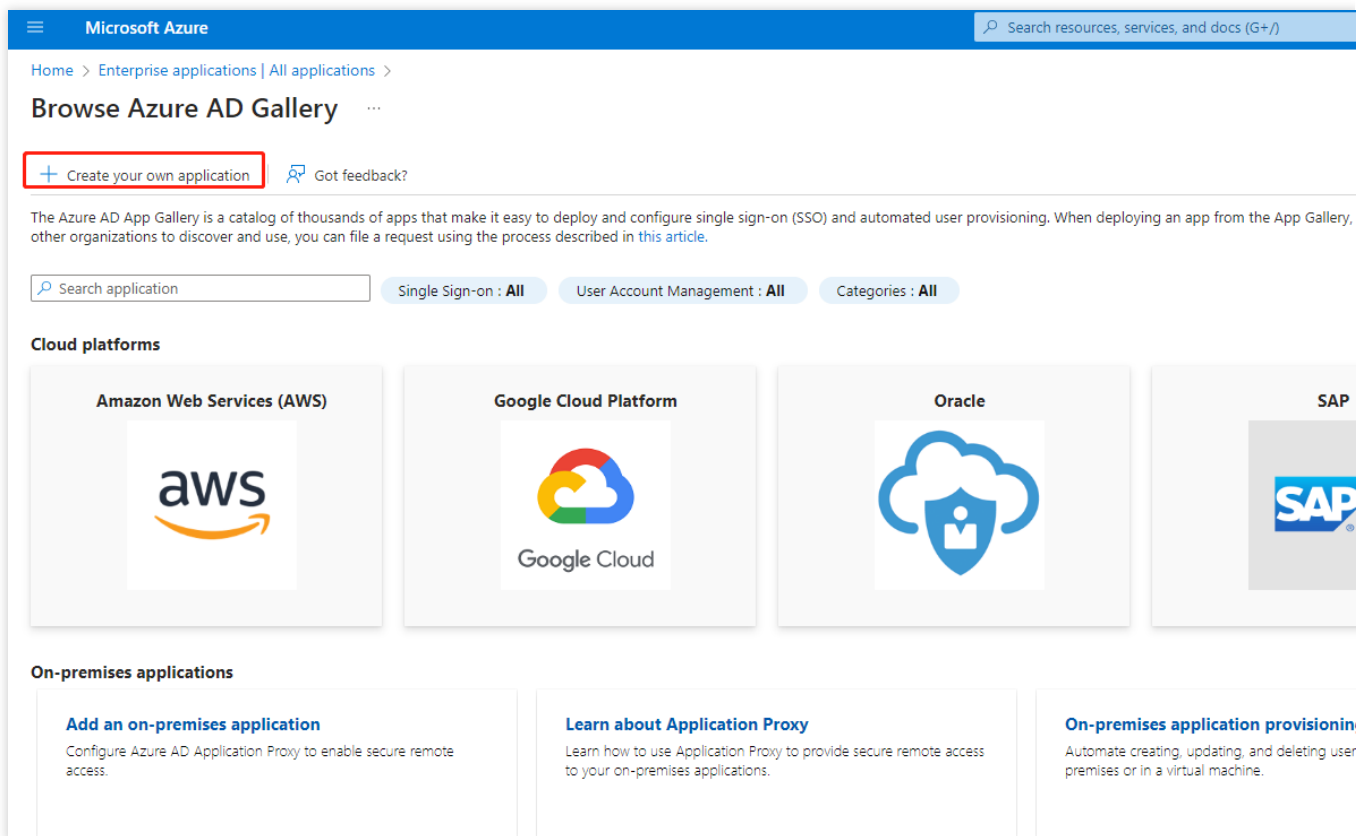 Microsoft Azure
Search resources, services, and docs (G+/)
Home > Enterprise applications | All applications >
Browse Azure AD Gallery ...
+ Create your own application
Got feedback?
The Azure AD App Gallery is a catalog of thousands of apps that make it easy to deploy and configure single sign-on (SSO) and automated user provisioning. When deploying an app from the App Gallery,
other organizations to discover and use, you can file a request using the process described in this article.
Search application
Single Sign-on : All
User Account Management : All
Categories : All
Cloud platforms
Amazon Web Services (AWS)
Google Cloud Platform
Oracle
SAP
aws
Google Cloud
SAP
On-premises applications
Add an on-premises application
Configure Azure AD Application Proxy to enable secure remote
access.
Learn about Application Proxy
Learn how to use Application Proxy to provide secure remote access
to your on-premises applications.
On-premises application provisioning
Automate creating, updating, and deleting user
premises or in a virtual machine.